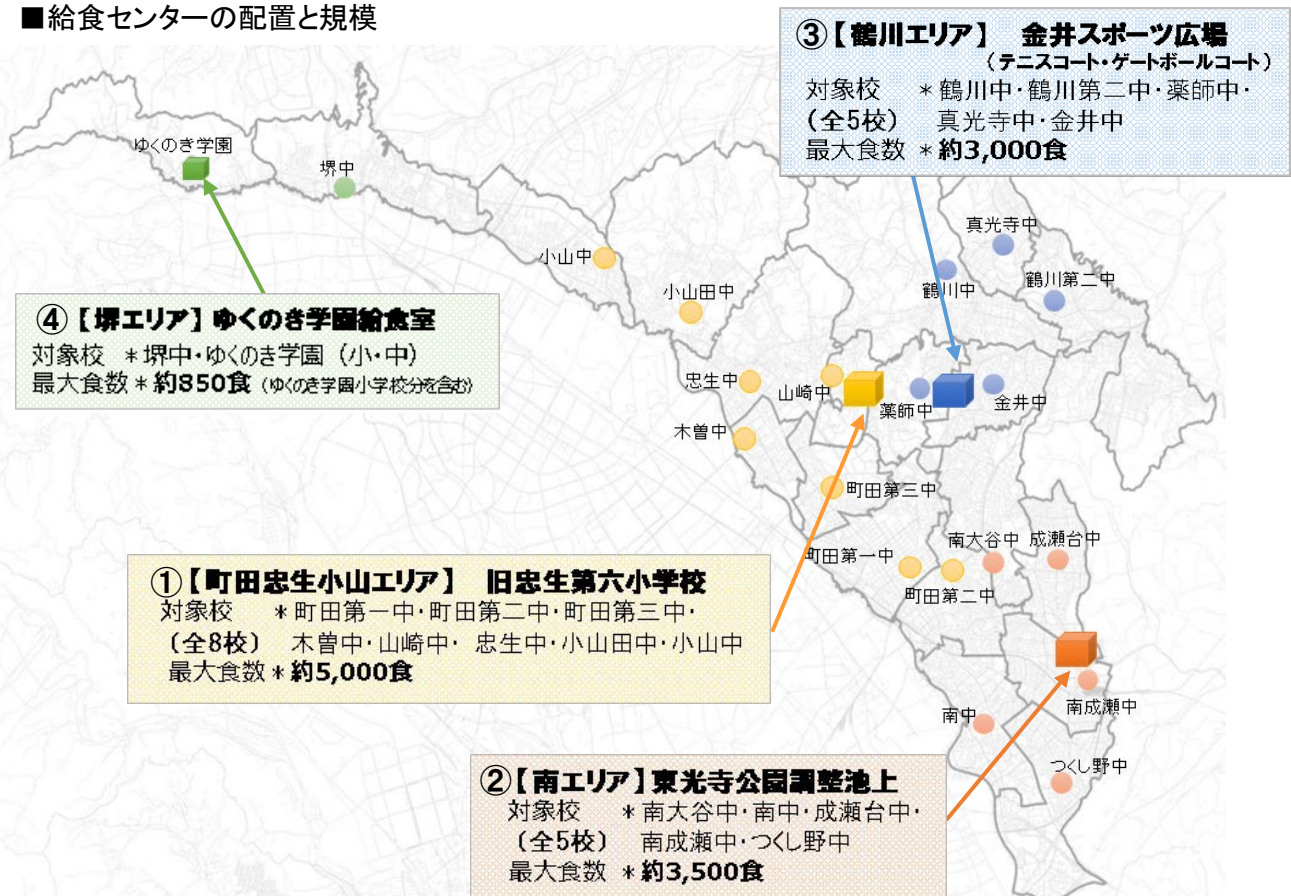 ■給食センターの配置と規模
③【鶴川エリア】 金井スポーツ広場
(テニスコート・ゲートボールコート)
対象校 *鶴川中・鶴川第二中・薬師中・
(全5校) 真光寺中・金井中
最大食数*約3,000食
ゆくのき学園
堺中
小山中
小山田中
真光寺中
鶴川中
鶴川第二中
④【堺エリア】ゆくのき学園給食室
対象校 *堺中・ゆくのき学園(小・中)
最大食数*約850食(ゆくのき学園小学校分を含む)
忠生中
山崎中
薬師中
金井中
木曽中
町田第三中
町田第一中
南大谷中
成瀬台中
町田第二中
①【町田忠生小山エリア】 旧忠生第六小学校
対象校 *町田第一中・町田第二中・町田第三中・
(全8校) 木曽中・山崎中・忠生中・小山田中・小山中
最大食数*約5,000食
南成瀬中
南中
つくし野中
②【南エリア】東光寺公園調整池上
対象校 *南大谷中・南中・成瀬台中・
(全5校) 南成瀬中・つくし野中
最大食数*約3,500食